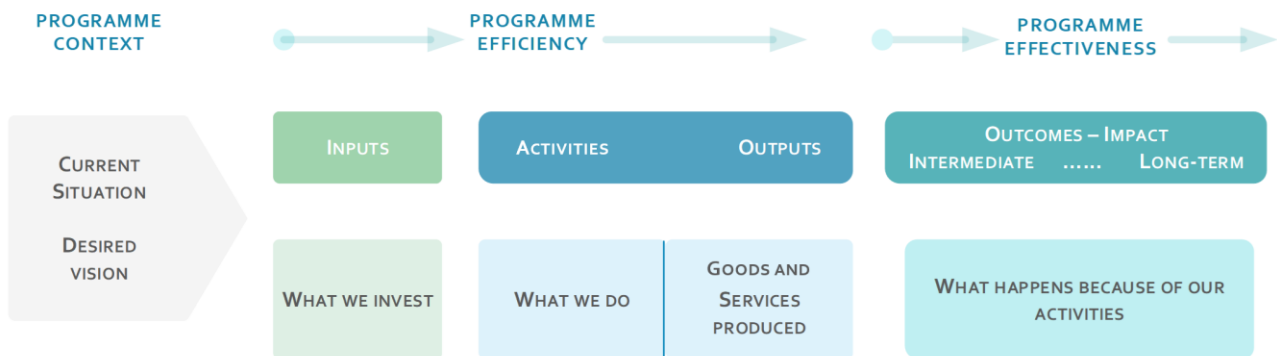 PROGRAMME
CONTEXT
PROGRAMME
EFFICIENCY
PROGRAMME
EFFECTIVENESS
CURRENT
SITUATION
DESIRED
VISION
INPUTS
ACTIVITIES
OUTPUTS
OUTCOMES – IMPACT
INTERMEDIATE ...... LONG-TERM
WHAT WE INVEST
WHAT WE DO
GOODS AND
SERVICES
PRODUCED
WHAT HAPPENS BECAUSE OF OUR
ACTIVITIES